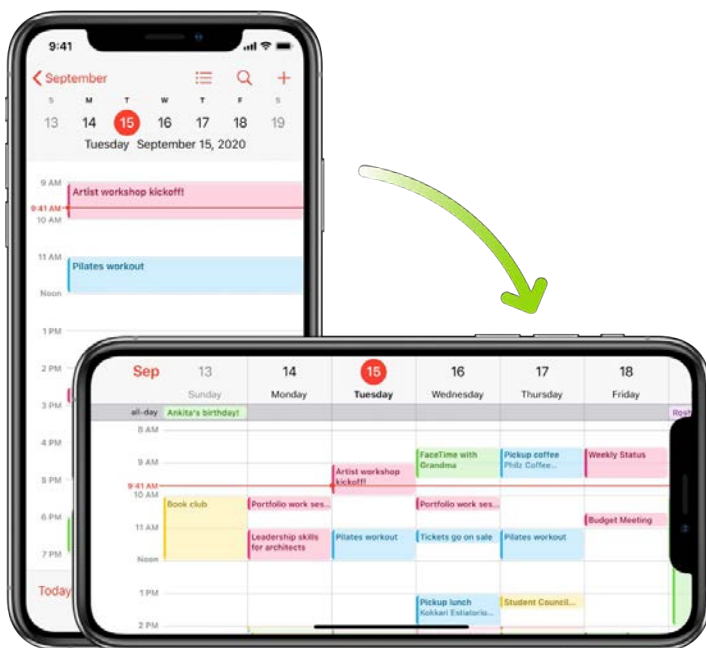 9:41
September
S M T W T F S
13 14 15 16 17 18 19
Tuesday September 15, 2020
9 AM
Artist workshop kickoff!
9:41 AM
10 AM
11 AM
Pilates workout
Noon
1 PM
2 PM
3 PM
4 PM
5 PM
6 PM
7 PM
Today
Sep 13 14 15 16 17 18
Sunday Monday Tuesday Wednesday Thursday Friday
all-day Ankita's birthday!
8 AM
FaceTime with Grandma
Pickup coffee
Philz Coffee...
Weekly Status
9 AM
Artist workshop
kickoff!
9:41 AM
10 AM
Book club
Portfolio work ses...
Portfolio work ses...
Budget Meeting
11 AM
Leadership skills
for architects
Pilates workout
Tickets go on sale
Pilates workout
Noon
1 PM
Pickup lunch
Kokkari Estiatorio...
Student Council...
2 PM